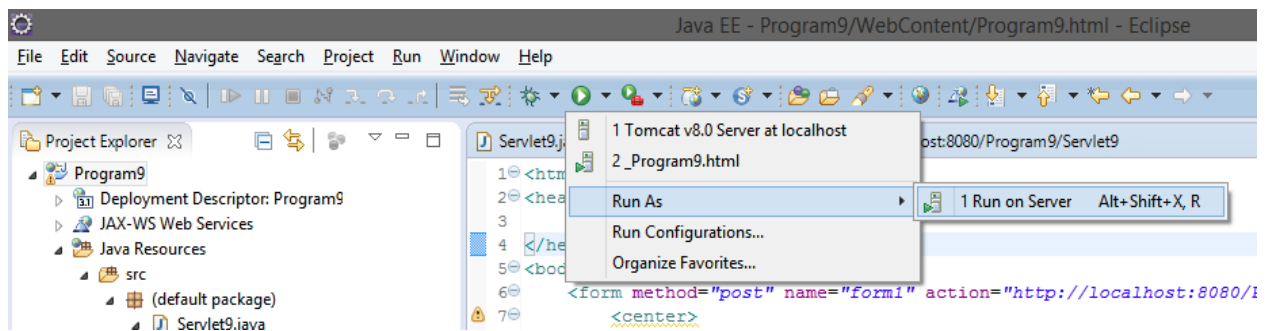 Java EE - Program9/WebContent/Program9.html - Eclipse
File Edit Source Navigate Search Project Run Window Help
Project Explorer
Program9
3.1 Deployment Descriptor: Program9
JAX-WS Web Services
Java Resources
src
(default package)
Servlet9.java
Servlet9.j
ost:8080/Program9/Servlet9
1 <htm
2 <hea
3
4 </he
5 <bod
6 <form method="post" name="form1" action="http://localhost:8080/
7 <center>
1 Tomcat v8.0 Server at localhost
2 _Program9.html
Run As
Run Configurations...
Organize Favorites...
1 Run on Server Alt+Shift+X, R